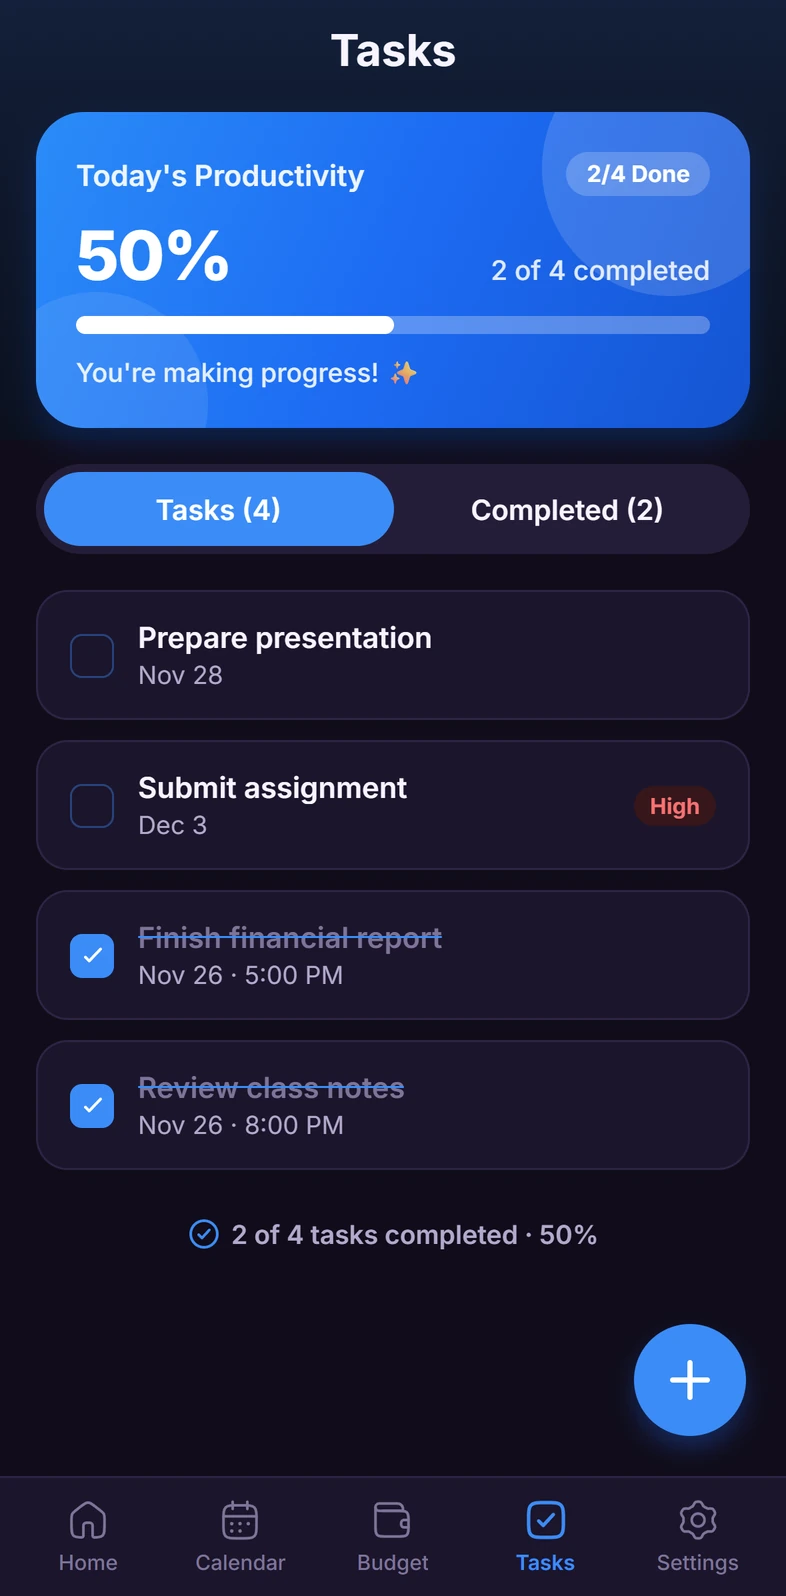 Tasks
Today's Productivity
2/4 Done
50%
2 of 4 completed
You're making progress! ✨
Tasks (4)
Completed (2)
Prepare presentation
Nov 28
Submit assignment
Dec 3
High
Finish financial report
Nov 26 · 5:00 PM
Review class notes
Nov 26 · 8:00 PM
2 of 4 tasks completed · 50%
Home
Calendar
Budget
Tasks
Settings